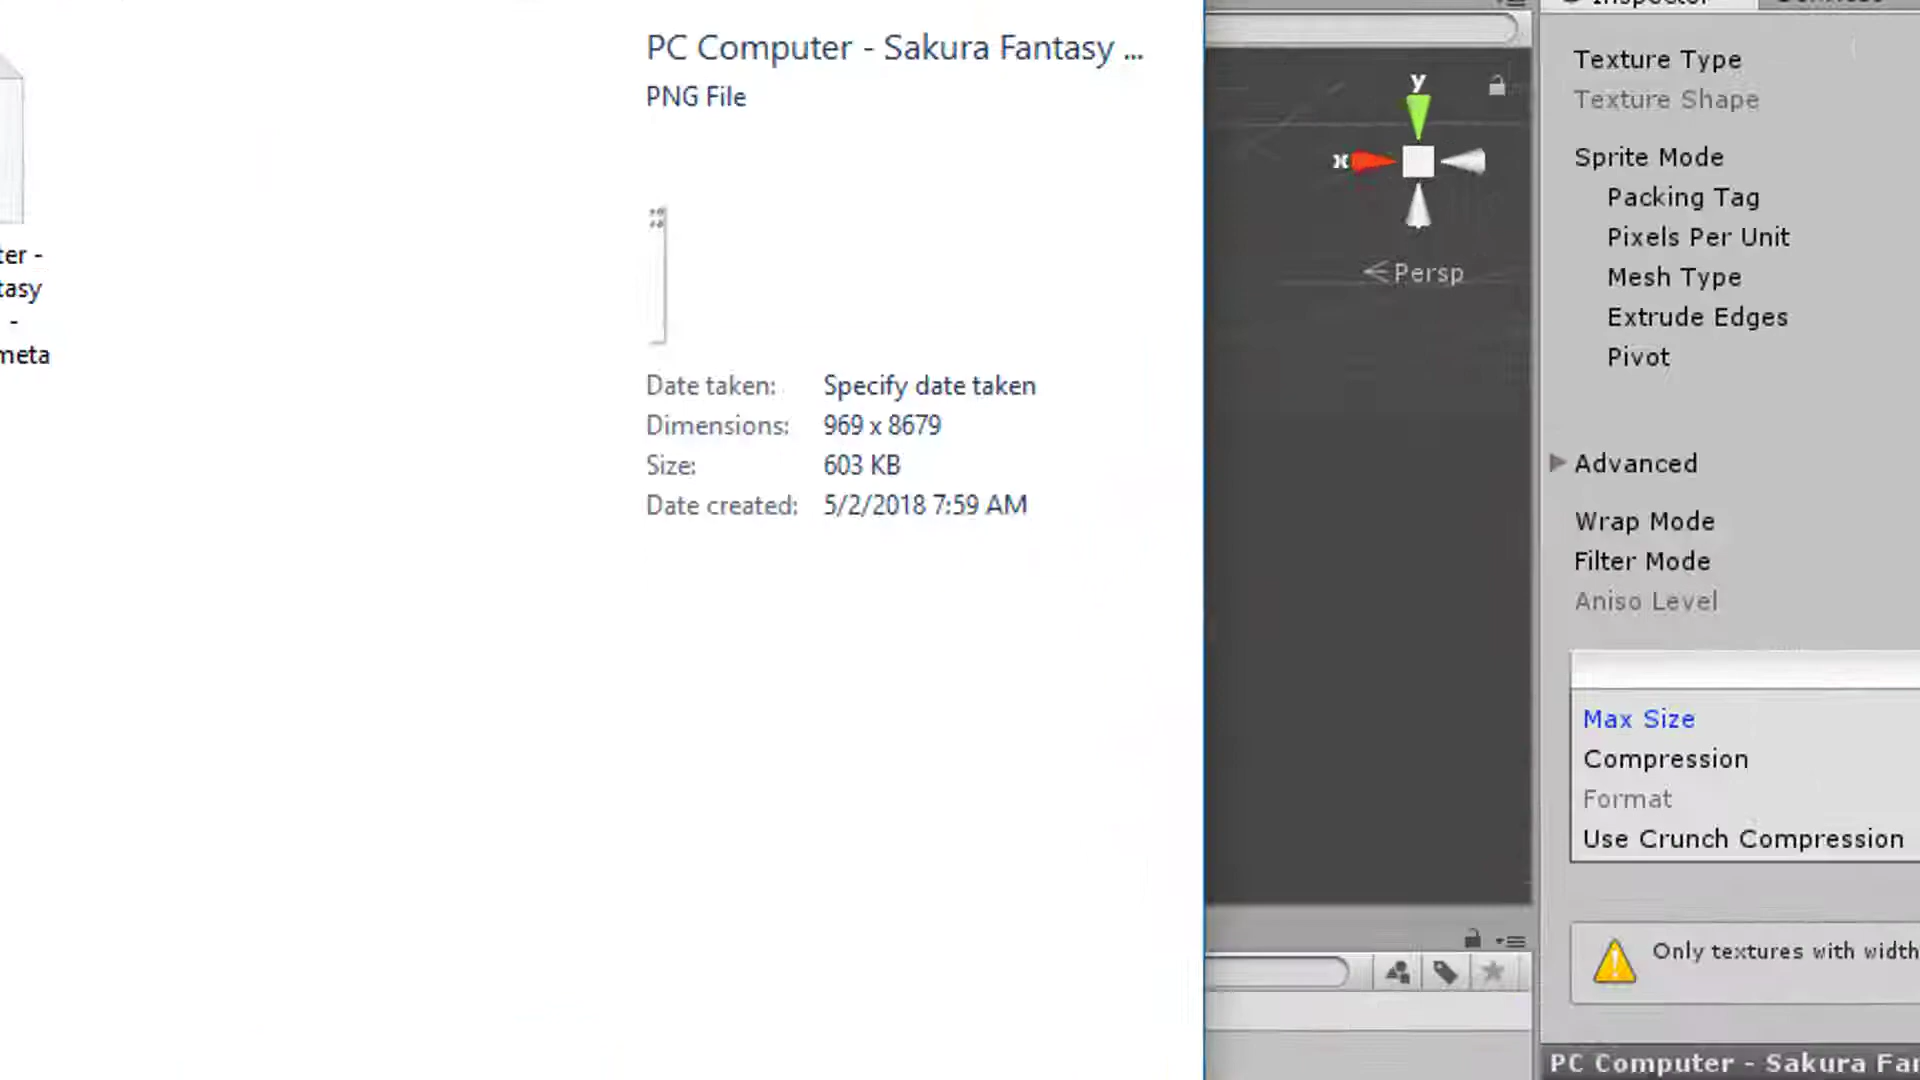 ter -
tasy
-
meta
PC Computer - Sakura Fantasy ...
PNG File
Date taken: Specify date taken
Dimensions: 969 x 8679
Size: 603 KB
Date created: 5/2/2018 7:59 AM
y
x
Persp
Inspector
Services
Texture Type
Texture Shape
Sprite Mode
Packing Tag
Pixels Per Unit
Mesh Type
Extrude Edges
Pivot
Advanced
Wrap Mode
Filter Mode
Aniso Level
Max Size
Compression
Format
Use Crunch Compression
Only textures with width
PC Computer - Sakura Fan